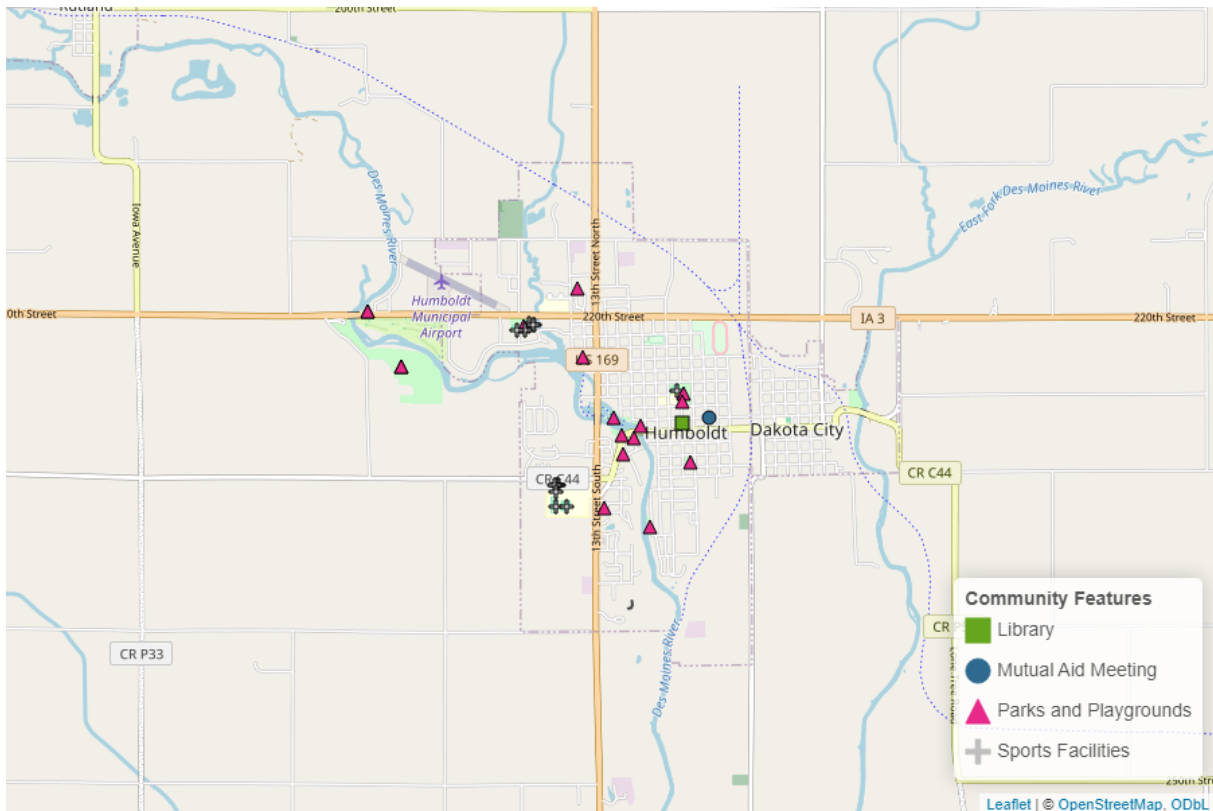 Rutland
200th Street
Des Moines River
East Fork Des Moines River
Iowa Avenue
13th Street North
Humboldt
Municipal
Airport
0th Street
220th Street
IA 3
220th Street
US 169
Humboldt
Dakota City
CR C44
CR C44
13th Street South
Des Moines River
CR P33
Community Features
Library
Mutual Aid Meeting
Parks and Playgrounds
Sports Facilities
250th Str
Leaflet | © OpenStreetMap, ODbL